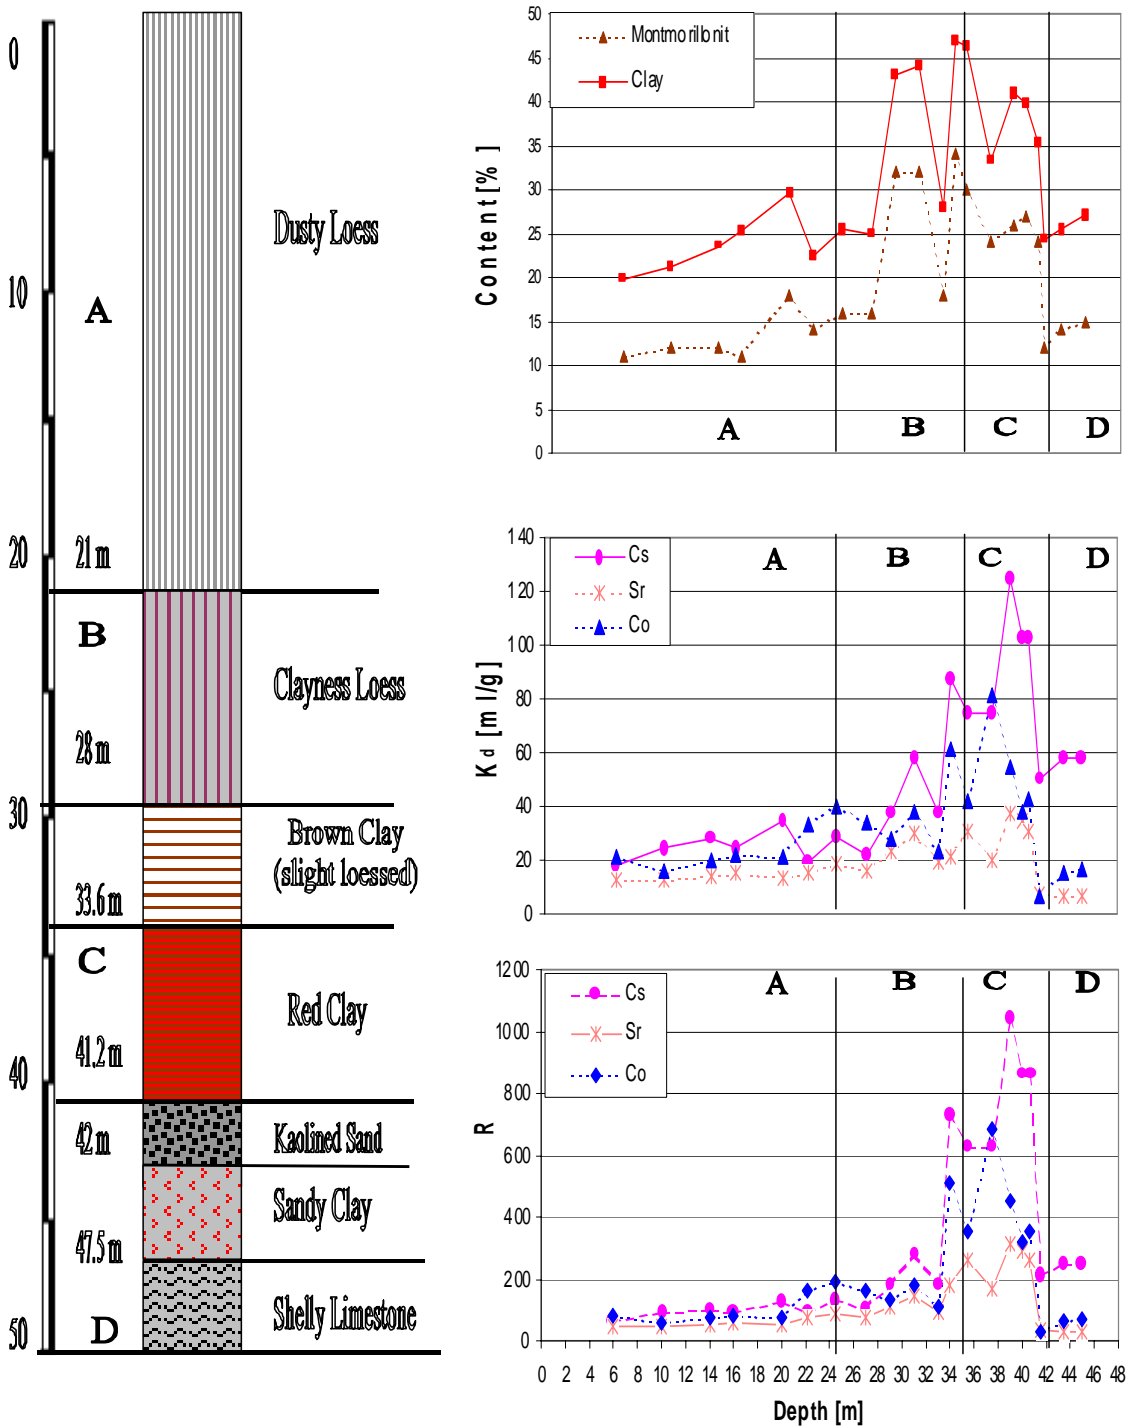 0
10
20
30
40
50
A
21 m
B
28 m
33.6 m
C
41.2 m
42 m
47.5 m
D
Dusty Loess
Clayness Loess
Brown Clay
(slight loessed)
Red Clay
Kaolined Sand
Sandy Clay
Shelly Limestone
Content [%]
50
45
40
35
30
25
20
15
10
5
0
Montmorilbnit
Clay
A B C D
K d [ml/g]
140
120
100
80
60
40
20
0
Cs
Sr
Co
A B C D
R
1200
1000
800
600
400
200
0
Cs
Sr
Co
A B C D
0 2 4 6 8 10 12 14 16 18 20 22 24 26 28 30 32 34 36 38 40 42 44 46 48
Depth [m]